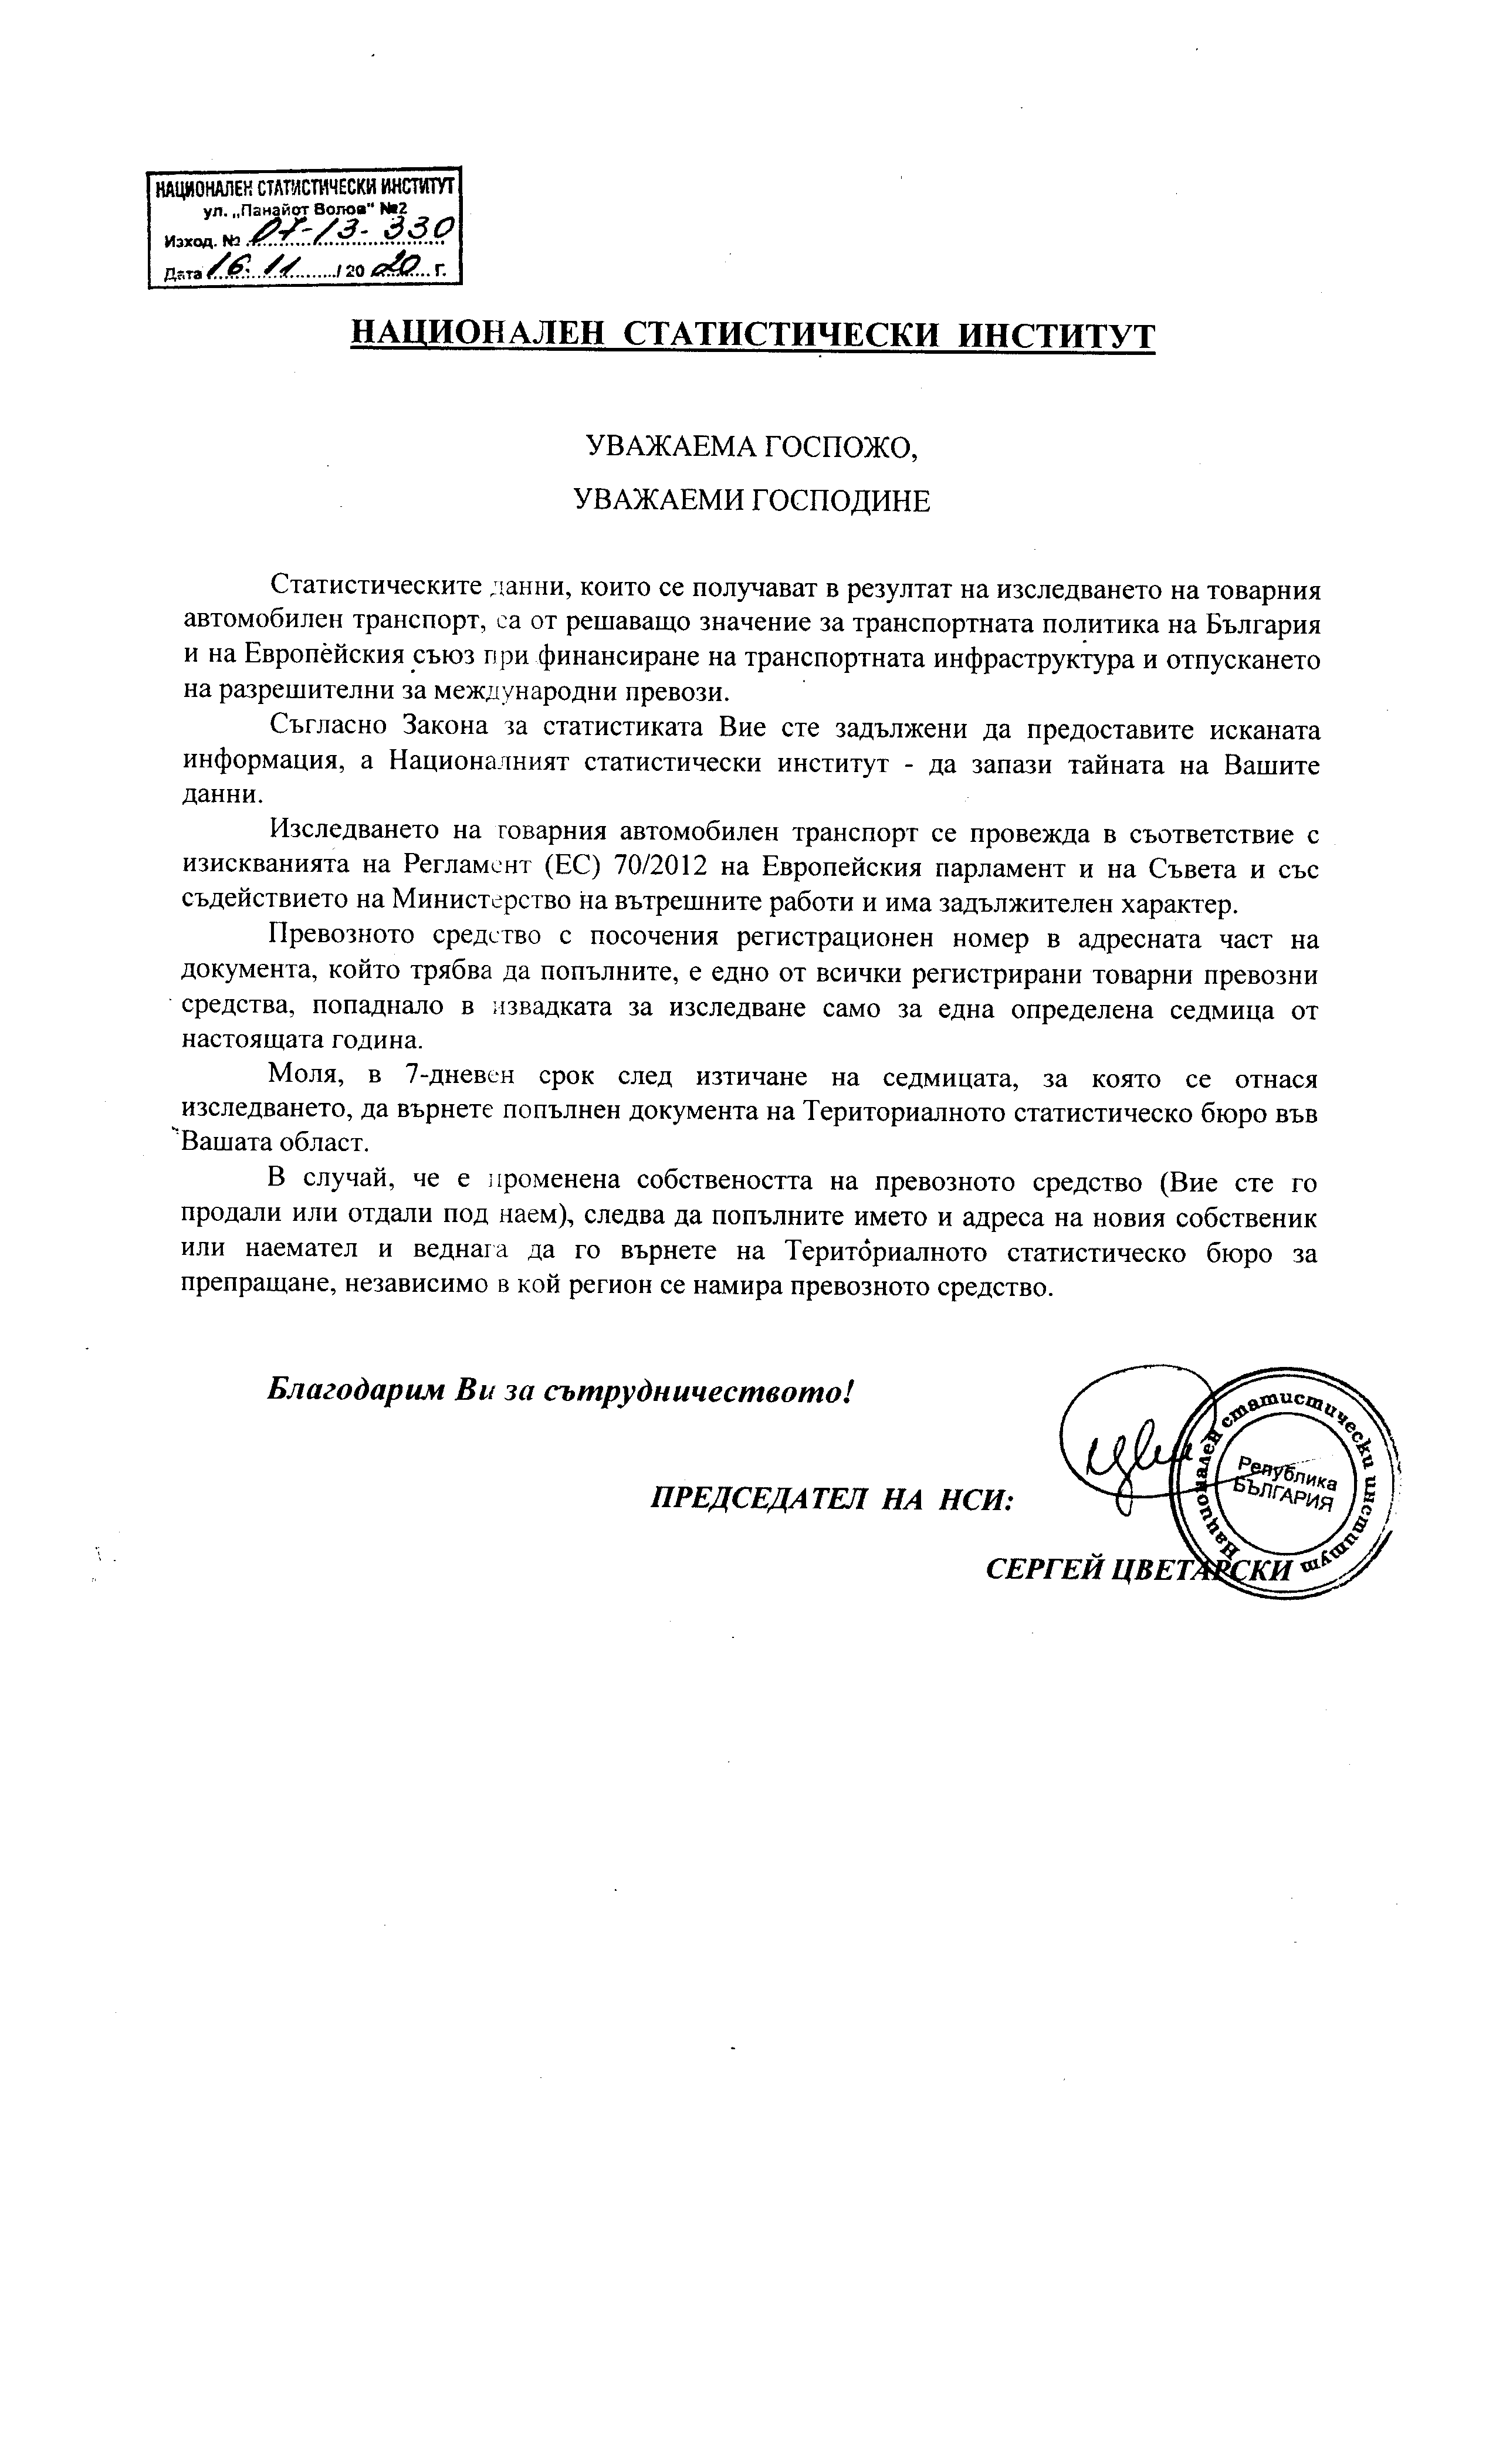 НАЦИОНАЛЕН СТАТИСТИЧЕСКИ ИНСТИТУТ
ул. „Панайот Волов" №2
Изход. № 07-13-330
Дата 16.11 / 2020 г.
НАЦИОНАЛЕН СТАТИСТИЧЕСКИ ИНСТИТУТ
УВАЖАЕМА ГОСПОЖО,
УВАЖАЕМИ ГОСПОДИНЕ
Статистическите данни, които се получават в резултат на изследването на товарния
автомобилен транспорт, са от решаващо значение за транспортната политика на България
и на Европейския съюз при финансиране на транспортната инфраструктура и отпускането
на разрешителни за международни превози.
Съгласно Закона за статистиката Вие сте задължени да предоставите исканата
информация, а Националният статистически институт - да запази тайната на Вашите
данни.
Изследването на товарния автомобилен транспорт се провежда в съответствие с
изискванията на Регламент (ЕС) 70/2012 на Европейския парламент и на Съвета и със
съдействието на Министерство на вътрешните работи и има задължителен характер.
Превозното средство с посочения регистрационен номер в адресната част на
документа, който трябва да попълните, е едно от всички регистрирани товарни превозни
средства, попаднало в извадката за изследване само за една определена седмица от
настоящата година.
Моля, в 7-дневен срок след изтичане на седмицата, за която се отнася
изследването, да върнете попълнен документа на Териториалното статистическо бюро във
Вашата област.
В случай, че е променена собствеността на превозното средство (Вие сте го
продали или отдали под наем), следва да попълните името и адреса на новия собственик
или наемател и веднага да го върнете на Териториалното статистическо бюро за
препращане, независимо в кой регион се намира превозното средство.
Благодарим Ви за сътрудничеството!
ПРЕДСЕДАТЕЛ НА НСИ:
СЕРГЕЙ ЦВЕТАРСКИ
Национален статистически институт
Република
БЪЛГАРИЯ